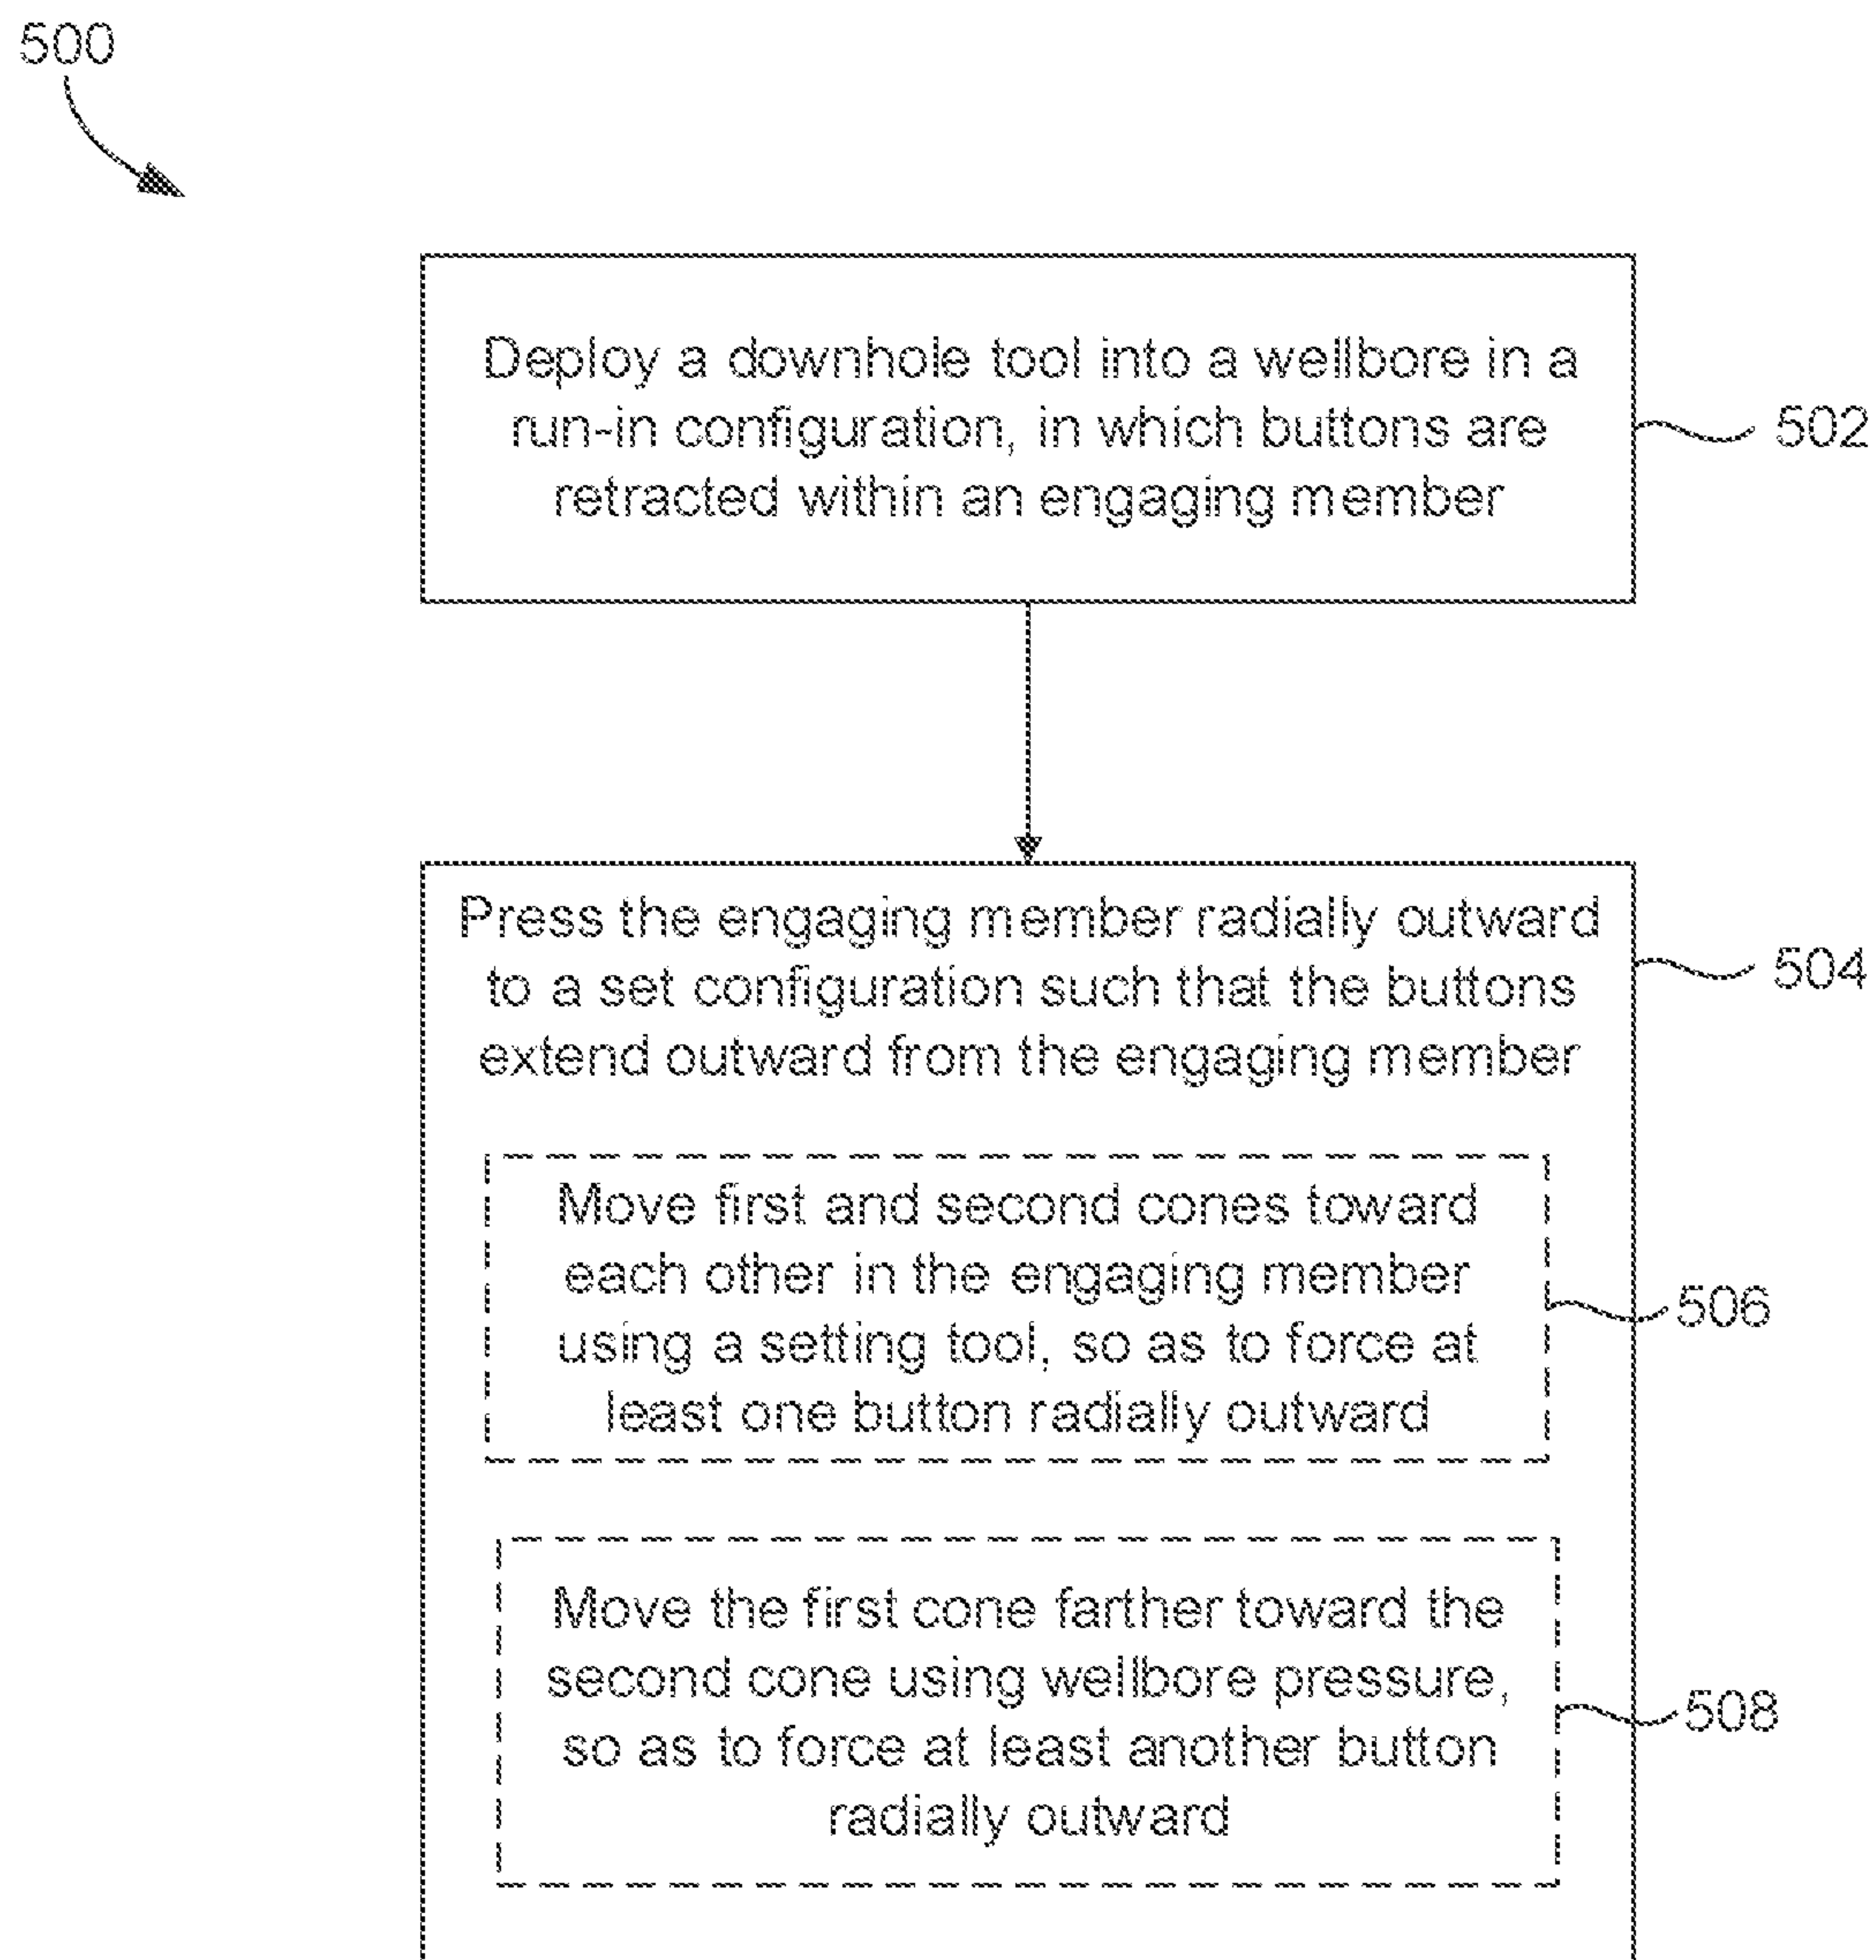 500
Deploy a downhole tool into a wellbore in a
run-in configuration, in which buttons are
retracted within an engaging member
502
Press the engaging member radially outward
to a set configuration such that the buttons
extend outward from the engaging member
504
Move first and second cones toward
each other in the engaging member
using a setting tool, so as to force at
least one button radially outward
506
Move the first cone farther toward the
second cone using wellbore pressure,
so as to force at least another button
radially outward
508